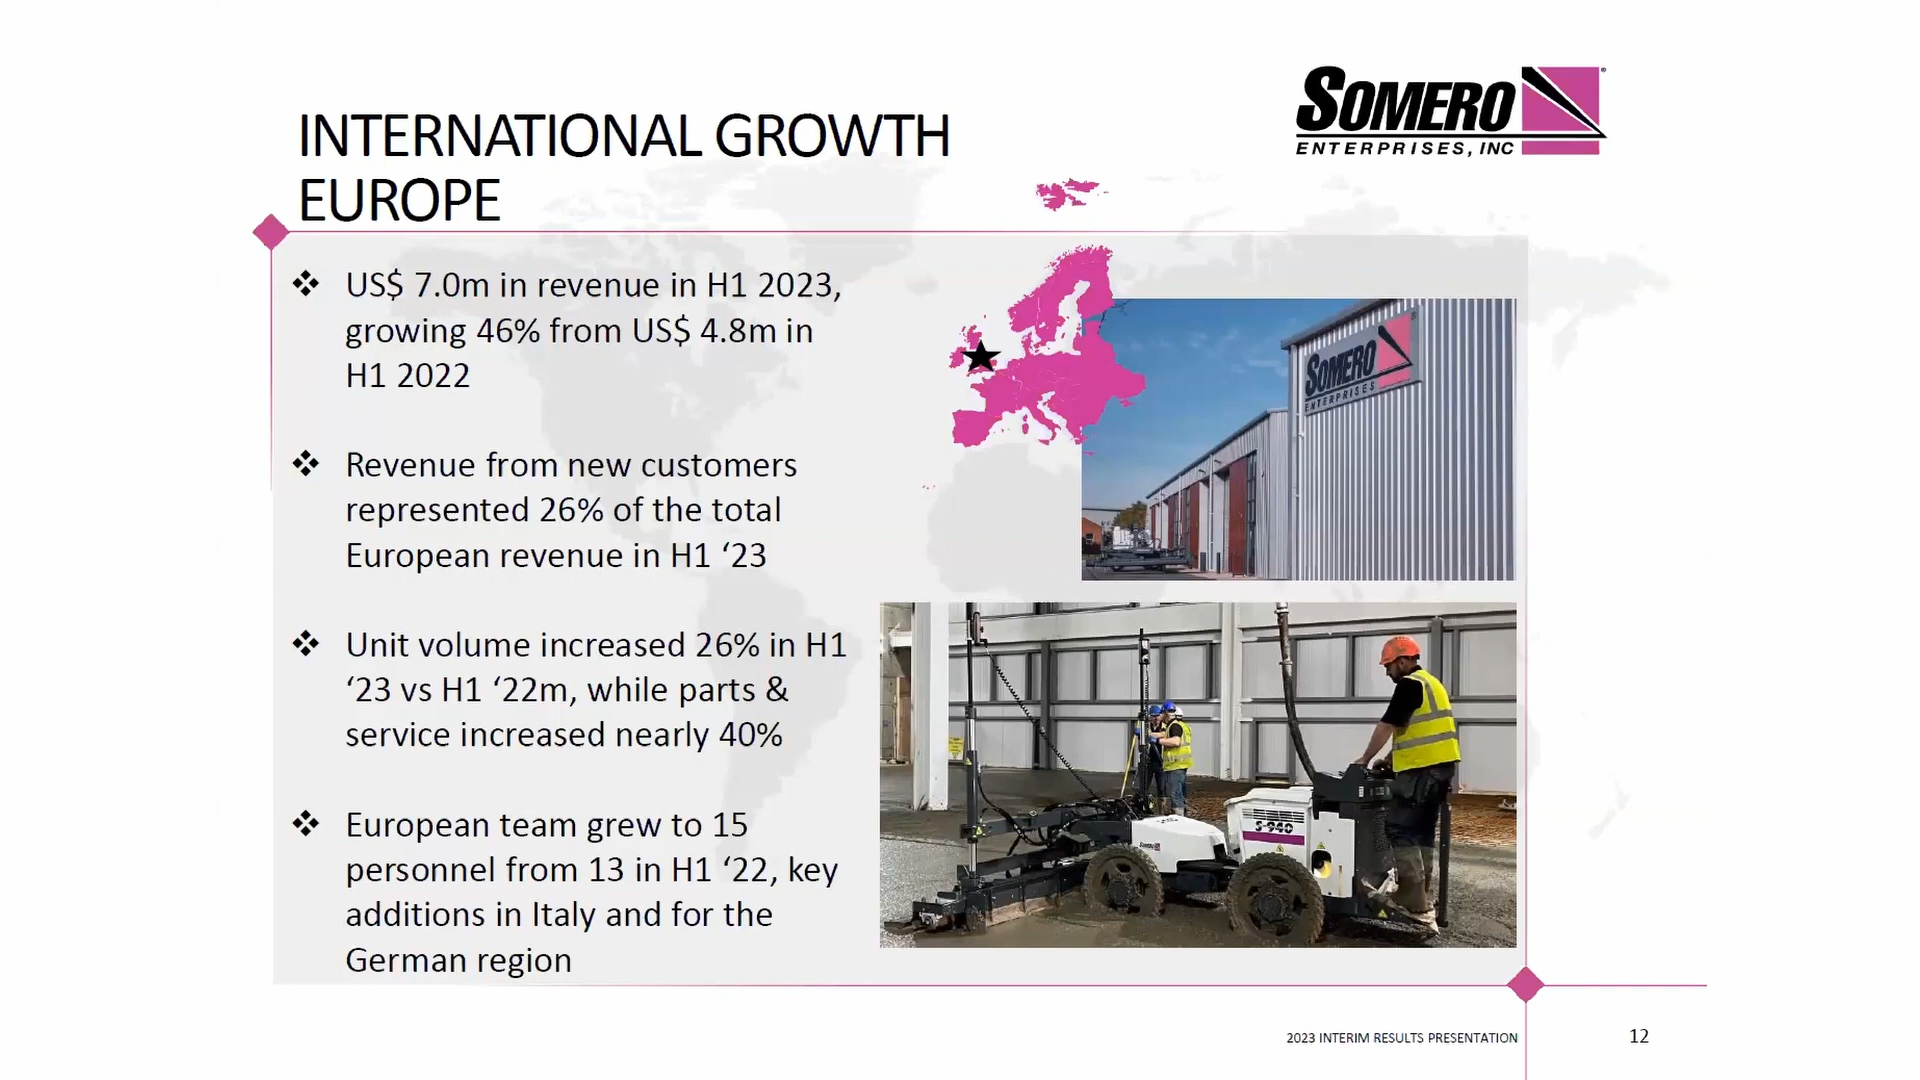 SOMERO
ENTERPRISES, INC
INTERNATIONAL GROWTH
EUROPE
❖ US$ 7.0m in revenue in H1 2023,
growing 46% from US$ 4.8m in
H1 2022
❖ Revenue from new customers
represented 26% of the total
European revenue in H1 ‘23
❖ Unit volume increased 26% in H1
‘23 vs H1 ‘22m, while parts &
service increased nearly 40%
❖ European team grew to 15
personnel from 13 in H1 ‘22, key
additions in Italy and for the
German region
SOMERO
ENTERPRISES
S-940
2023 INTERIM RESULTS PRESENTATION
12